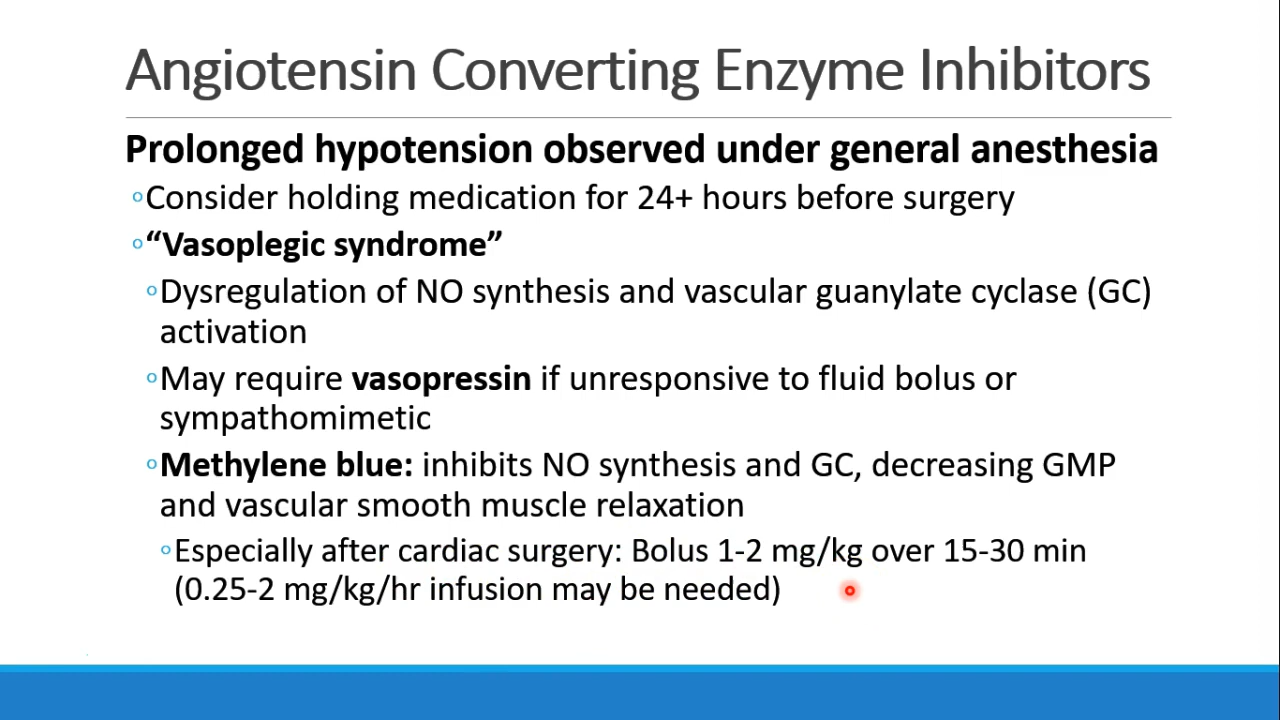 Angiotensin Converting Enzyme Inhibitors
Prolonged hypotension observed under general anesthesia
◦Consider holding medication for 24+ hours before surgery
◦“Vasoplegic syndrome”
◦Dysregulation of NO synthesis and vascular guanylate cyclase (GC)
activation
◦May require vasopressin if unresponsive to fluid bolus or
sympathomimetic
◦Methylene blue: inhibits NO synthesis and GC, decreasing GMP
and vascular smooth muscle relaxation
◦Especially after cardiac surgery: Bolus 1-2 mg/kg over 15-30 min
(0.25-2 mg/kg/hr infusion may be needed)